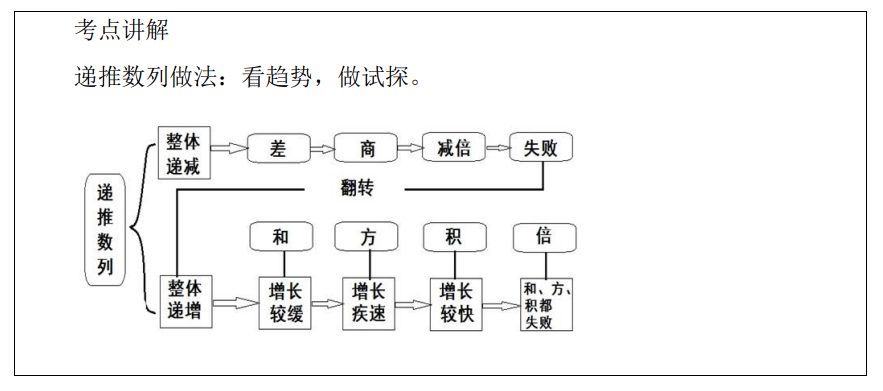 考点讲解
递推数列做法：看趋势，做试探。
整体
递减
差
商
减倍
失败
翻转
递
推
数
列
和
方
积
倍
整体
递增
增长
较缓
增长
疾速
增长
较快
和、方、
积都
失败